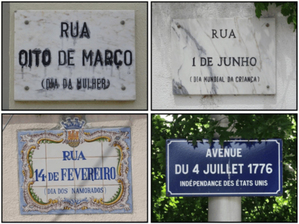 RUA
OITO DE MARÇO
(DIA DA MULHER)
RUA
1 DE JUNHO
(DIA MUNDIAL DA CRIANÇA)
RUA
14 DE FEVEREIRO
DIA DOS NAMORADOS
AVENUE
DU 4 JUILLET 1776
INDÉPENDANCE DES ÉTATS UNIS